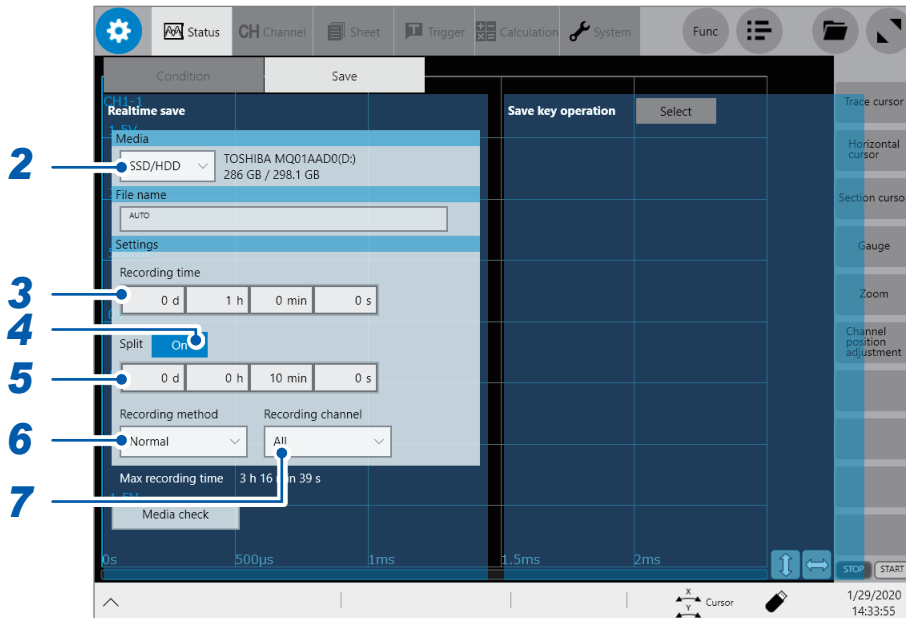 Status CH Channel Sheet Trigger Calculation System Func
Condition Save
CH1-1
Realtime save Save key operation Select
Trace cursor
Media
2 SSD/HDD TOSHIBA MQ01AAD0(D:)
286 GB / 298.1 GB
Horizontal
cursor
File name
AUTO
Section curso
Settings
Gauge
Recording time
3 0 d 1 h 0 min 0 s
Zoom
4 Split On
Channel
position
adjustment
5 0 d 0 h 10 min 0 s
Recording method Recording channel
6 Normal All
7
Max recording time 3 h 16 min 39 s
Media check
0s 500μs 1ms 1.5ms 2ms
STOP START
X
Y
Cursor
1/29/2020
14:33:55